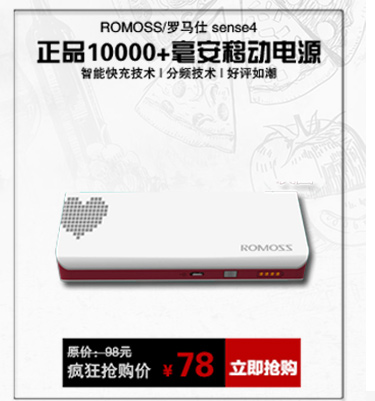 ROMOSS/罗马仕 sense4
正品10000+毫安移动电源
智能快充技术 | 分频技术 | 好评如潮
ROMOSS
原价：98元
疯狂抢购价 ¥78 立即抢购